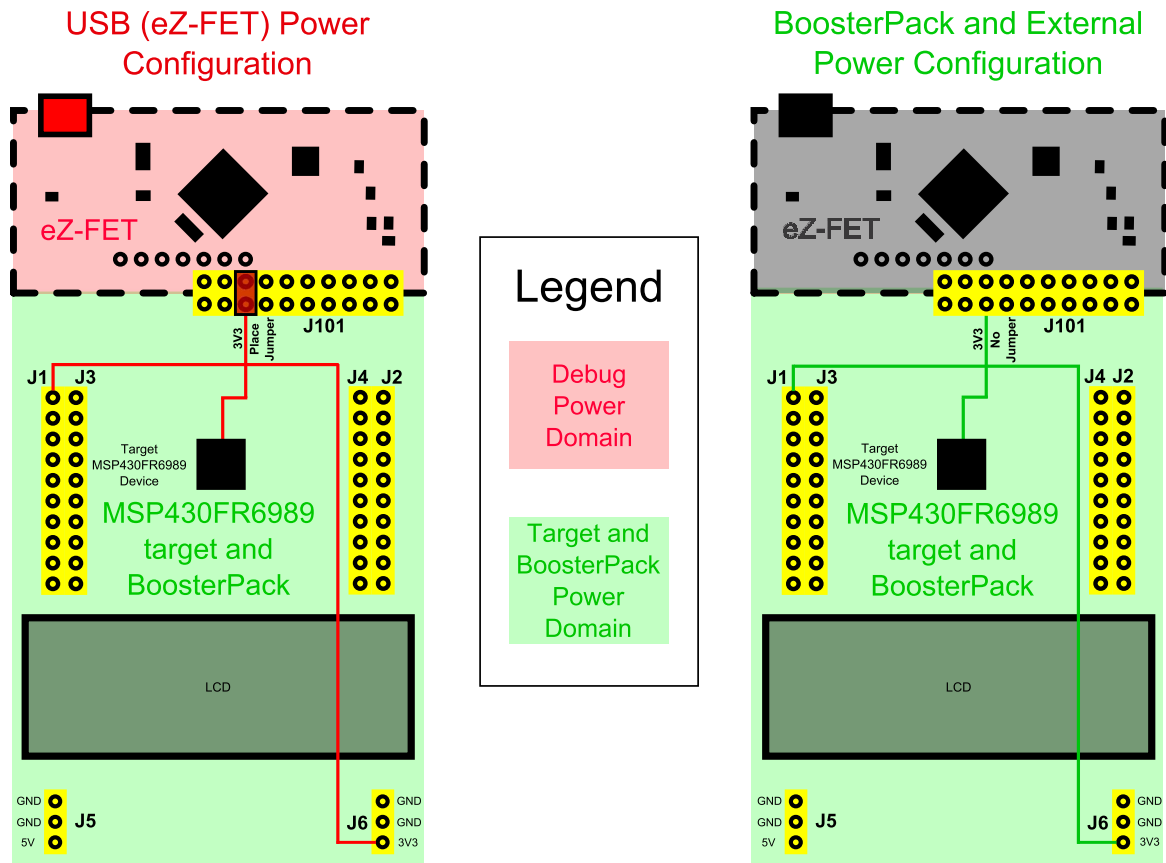 USB (eZ-FET) Power
Configuration
eZ-FET
3V3
Place
Jumper
J101
J1
J3
J4
J2
Target
MSP430FR6989
Device
MSP430FR6989
target and
BoosterPack
LCD
GND
GND
5V
J5
J6
GND
GND
3V3
Legend
Debug
Power
Domain
Target and
BoosterPack
Power
Domain
BoosterPack and External
Power Configuration
eZ-FET
3V3
No
Jumper
J101
J1
J3
J4
J2
Target
MSP430FR6989
Device
MSP430FR6989
target and
BoosterPack
LCD
GND
GND
5V
J5
J6
GND
GND
3V3